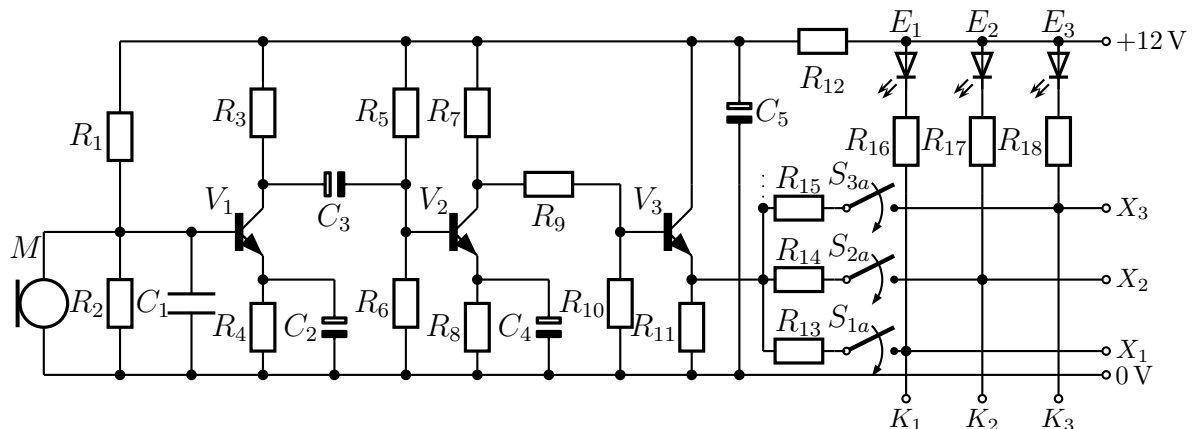 E₁ E₂ E₃
+12 V
R₁₂
R₁ R₃ R₅ R₇ C₅
R₁₆ R₁₇ R₁₈
V₁ C₃ V₂ R₉ V₃ R₁₅ S₃ₐ
X₃
M R₁₄ S₂ₐ
X₂
R₂ C₁ R₄ C₂ R₆ R₈ C₄ R₁₀ R₁₁ R₁₃ S₁ₐ
X₁
0 V
K₁ K₂ K₃